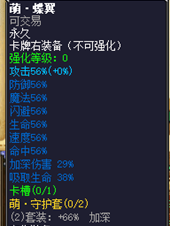 萌·蝶翼
可交易
永久
卡牌右装备（不可强化）
强化等级：0
攻击56%(+0%)
防御56%
魔法56%
闪避56%
生命56%
速度56%
命中56%
加深伤害 29%
吸取生命 38%
卡槽(0/1)
萌·守护套(0/2)
(2)套装：+66% 加深